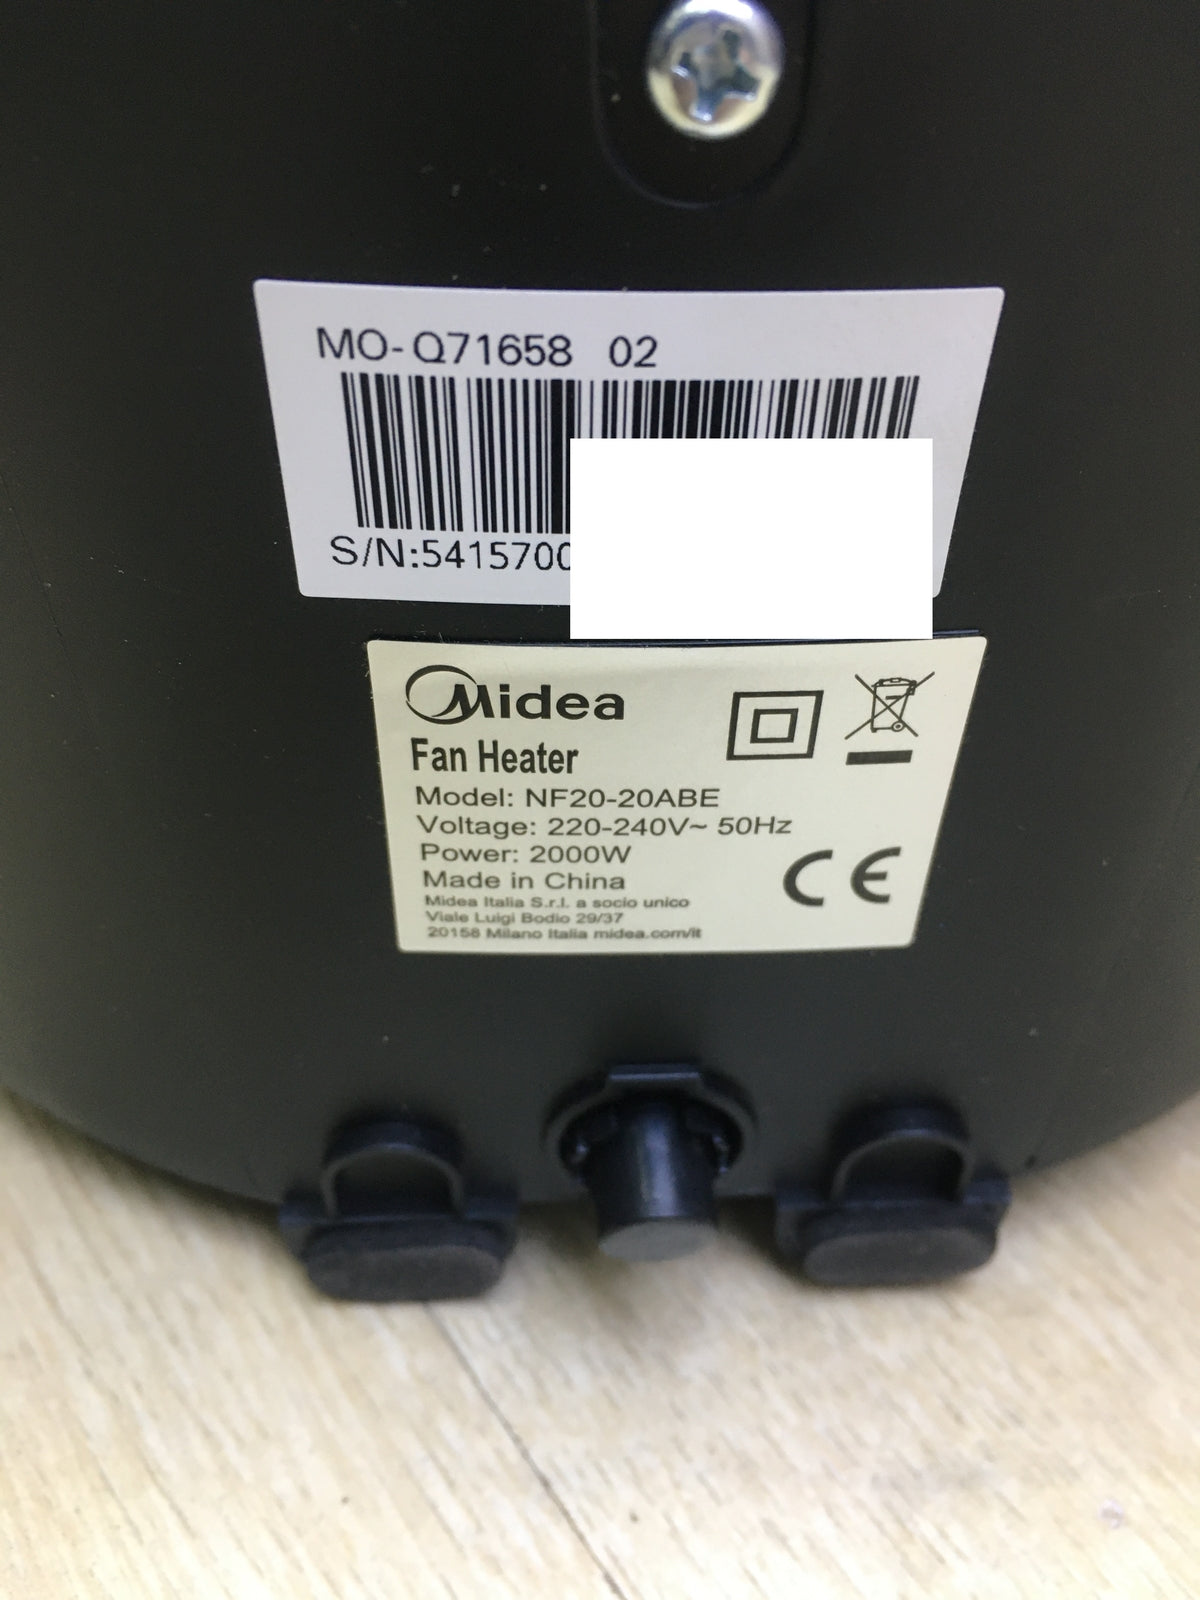 MO-Q71658 02
S/N:5415700
Midea
Fan Heater
Model: NF20-20ABE
Voltage: 220-240V~ 50Hz
Power: 2000W
Made in China
CE
Midea Italia S.r.l. a socio unico
Viale Luigi Bodio 29/37
20158 Milano Italia midea.com/it